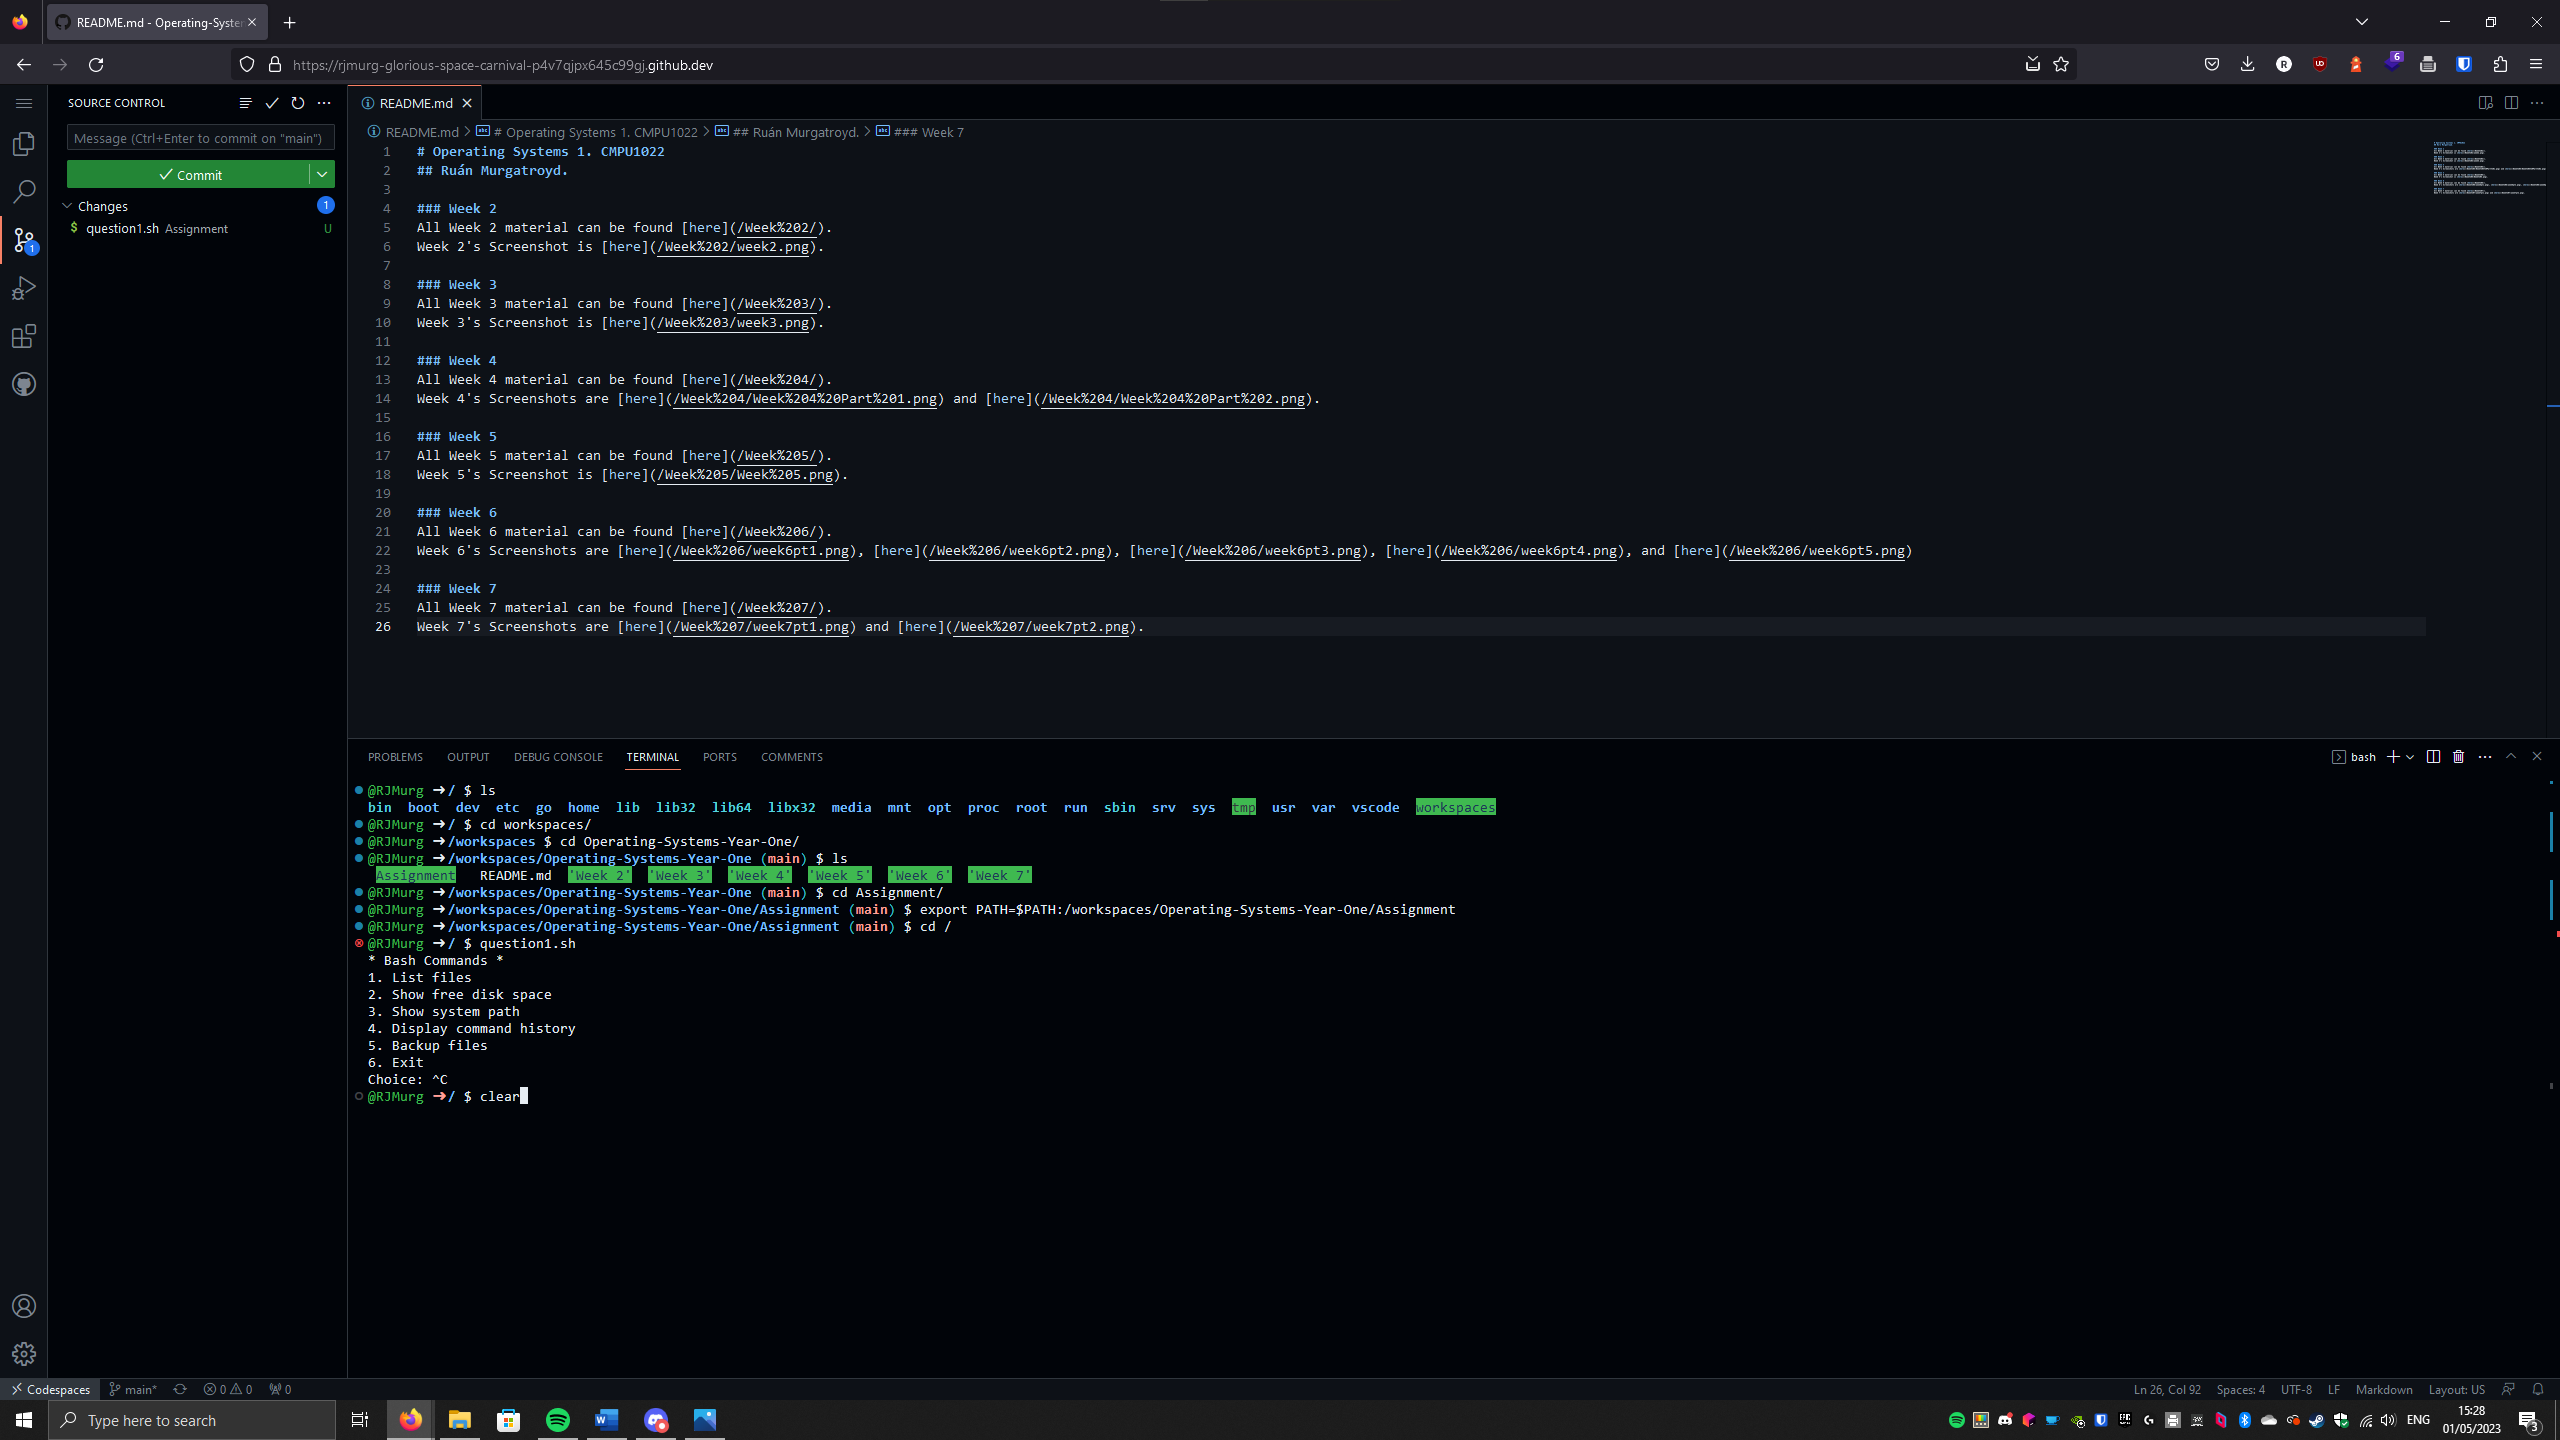 README.md - Operating-System
https://rjmurg-glorious-space-carnival-p4v7qjpx645c99gj.github.dev
6
SOURCE CONTROL
Message (Ctrl+Enter to commit on "main")
Commit
Changes 1
$ question1.sh Assignment U
1
README.md
README.md > # Operating Systems 1. CMPU1022 > ## Ruán Murgatroyd. > ### Week 7
1 # Operating Systems 1. CMPU1022
2 ## Ruán Murgatroyd.
3
4 ### Week 2
5 All Week 2 material can be found [here](/Week%202/).
6 Week 2's Screenshot is [here](/Week%202/week2.png).
7
8 ### Week 3
9 All Week 3 material can be found [here](/Week%203/).
10 Week 3's Screenshot is [here](/Week%203/week3.png).
11
12 ### Week 4
13 All Week 4 material can be found [here](/Week%204/).
14 Week 4's Screenshots are [here](/Week%204/Week%204%20Part%201.png) and [here](/Week%204/Week%204%20Part%202.png).
15
16 ### Week 5
17 All Week 5 material can be found [here](/Week%205/).
18 Week 5's Screenshot is [here](/Week%205/Week%205.png).
19
20 ### Week 6
21 All Week 6 material can be found [here](/Week%206/).
22 Week 6's Screenshots are [here](/Week%206/week6pt1.png), [here](/Week%206/week6pt2.png), [here](/Week%206/week6pt3.png), [here](/Week%206/week6pt4.png), and [here](/Week%206/week6pt5.png)
23
24 ### Week 7
25 All Week 7 material can be found [here](/Week%207/).
26 Week 7's Screenshots are [here](/Week%207/week7pt1.png) and [here](/Week%207/week7pt2.png).
PROBLEMS OUTPUT DEBUG CONSOLE TERMINAL PORTS COMMENTS
bash
@RJMurg ➜ / $ ls
bin boot dev etc go home lib lib32 lib64 libx32 media mnt opt proc root run sbin srv sys tmp usr var vscode workspaces
@RJMurg ➜ / $ cd workspaces/
@RJMurg ➜ /workspaces $ cd Operating-Systems-Year-One/
@RJMurg ➜ /workspaces/Operating-Systems-Year-One (main) $ ls
Assignment README.md 'Week 2' 'Week 3' 'Week 4' 'Week 5' 'Week 6' 'Week 7'
@RJMurg ➜ /workspaces/Operating-Systems-Year-One (main) $ cd Assignment/
@RJMurg ➜ /workspaces/Operating-Systems-Year-One/Assignment (main) $ export PATH=$PATH:/workspaces/Operating-Systems-Year-One/Assignment
@RJMurg ➜ /workspaces/Operating-Systems-Year-One/Assignment (main) $ cd /
@RJMurg ➜ / $ question1.sh
* Bash Commands *
1. List files
2. Show free disk space
3. Show system path
4. Display command history
5. Backup files
6. Exit
Choice: ^C
@RJMurg ➜ / $ clear
Codespaces main* 0 0 0
Ln 26, Col 92 Spaces: 4 UTF-8 LF Markdown Layout: US
Type here to search
ENG
15:28
01/05/2023
3